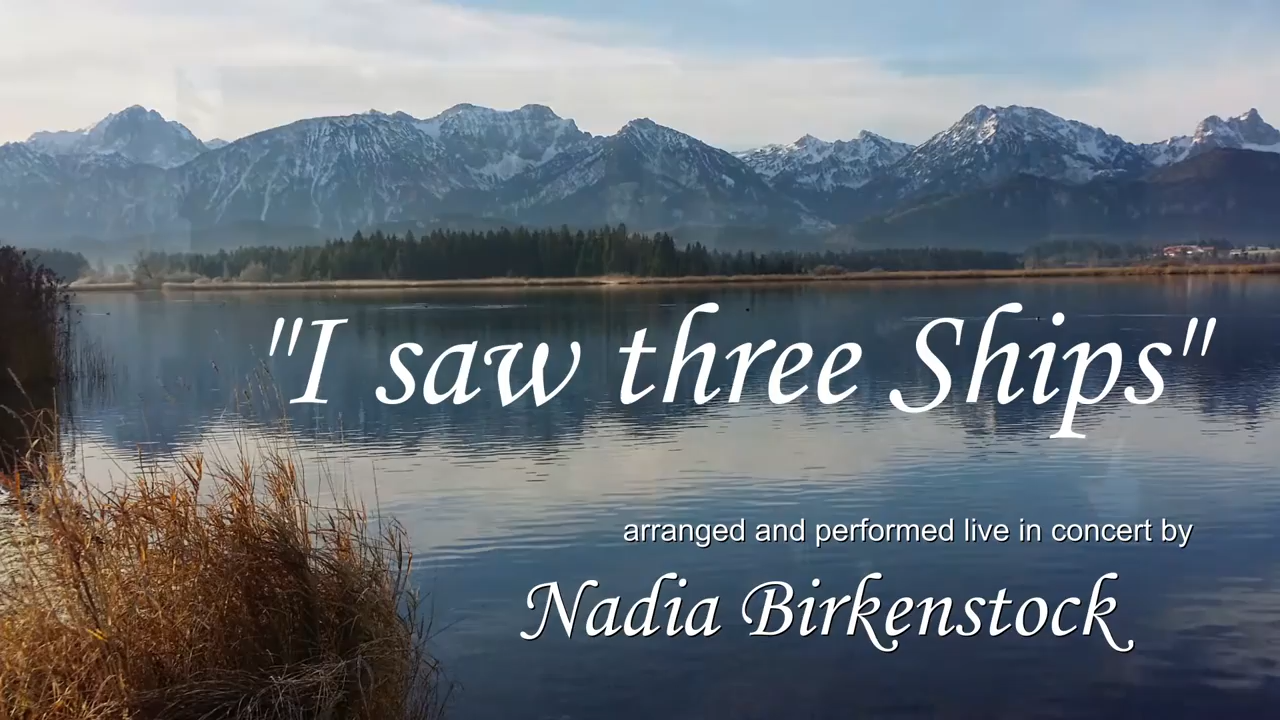 "I saw three Ships"
arranged and performed live in concert by
Nadia Birkenstock